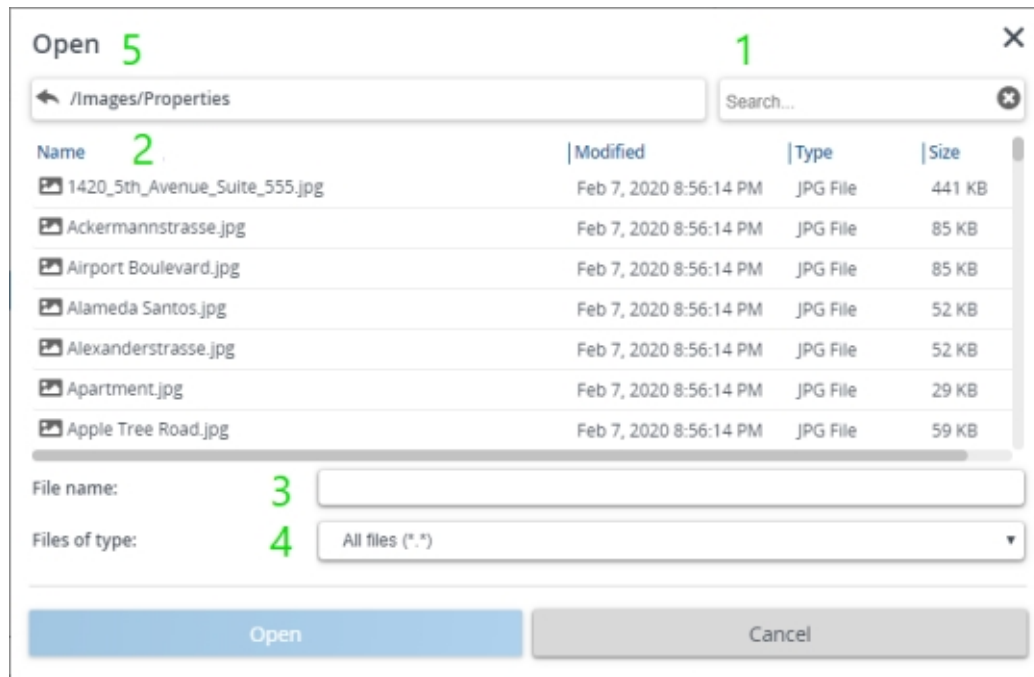 Open 5
1
/Images/Properties
Search...
Name 2 Modified Type Size
1420_5th_Avenue_Suite_555.jpg Feb 7, 2020 8:56:14 PM JPG File 441 KB
Ackermannstrasse.jpg Feb 7, 2020 8:56:14 PM JPG File 85 KB
Airport Boulevard.jpg Feb 7, 2020 8:56:14 PM JPG File 85 KB
Alameda Santos.jpg Feb 7, 2020 8:56:14 PM JPG File 52 KB
Alexanderstrasse.jpg Feb 7, 2020 8:56:14 PM JPG File 52 KB
Apartment.jpg Feb 7, 2020 8:56:14 PM JPG File 29 KB
Apple Tree Road.jpg Feb 7, 2020 8:56:14 PM JPG File 59 KB
File name: 3
Files of type: 4 All files (*.*)
Open
Cancel